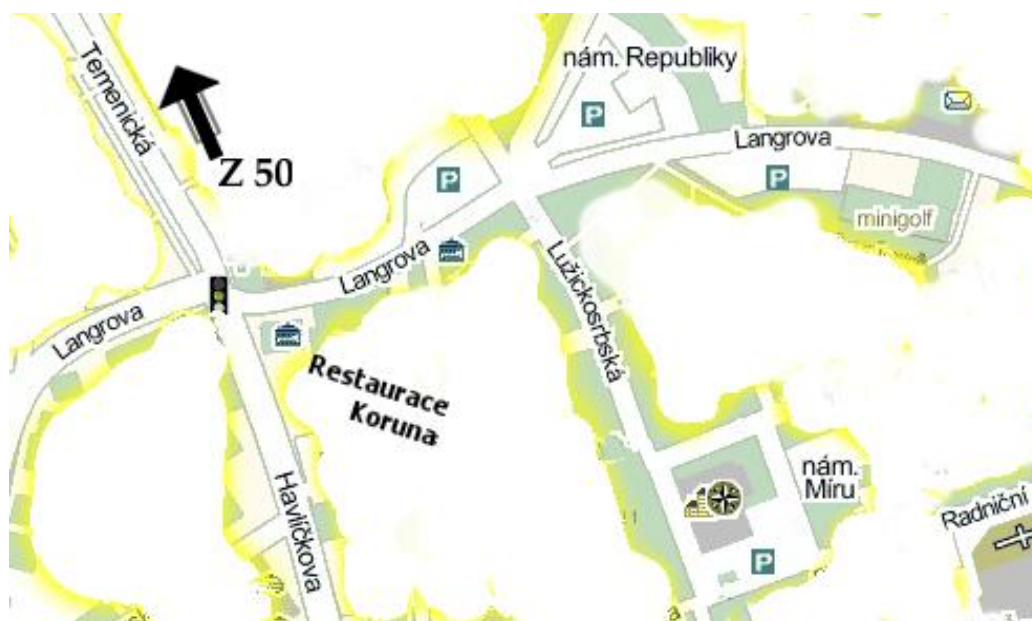 nám. Republiky
Temenická
Z 50
P
Langrova
P
P
minigolf
Langrova
Lužickosrbská
Langrova
Restaurace
Koruna
nám.
Míru
Havlíčkova
Radniční
P